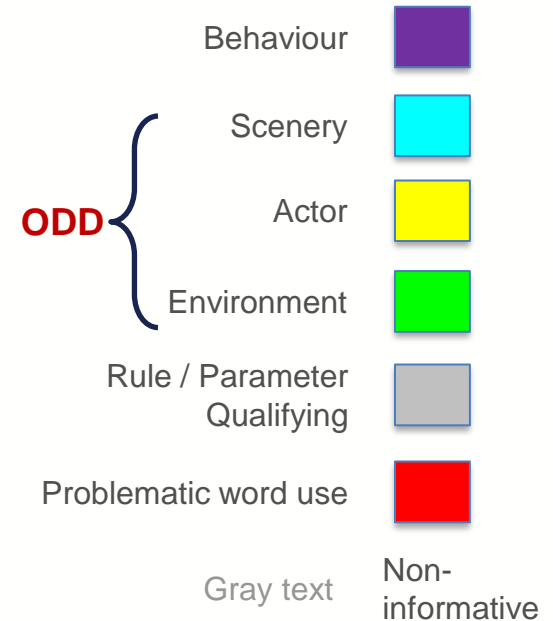 Behaviour
Scenery
Actor
ODD
Environment
Rule / Parameter
Qualifying
Problematic word use
Gray text
Non-
informative